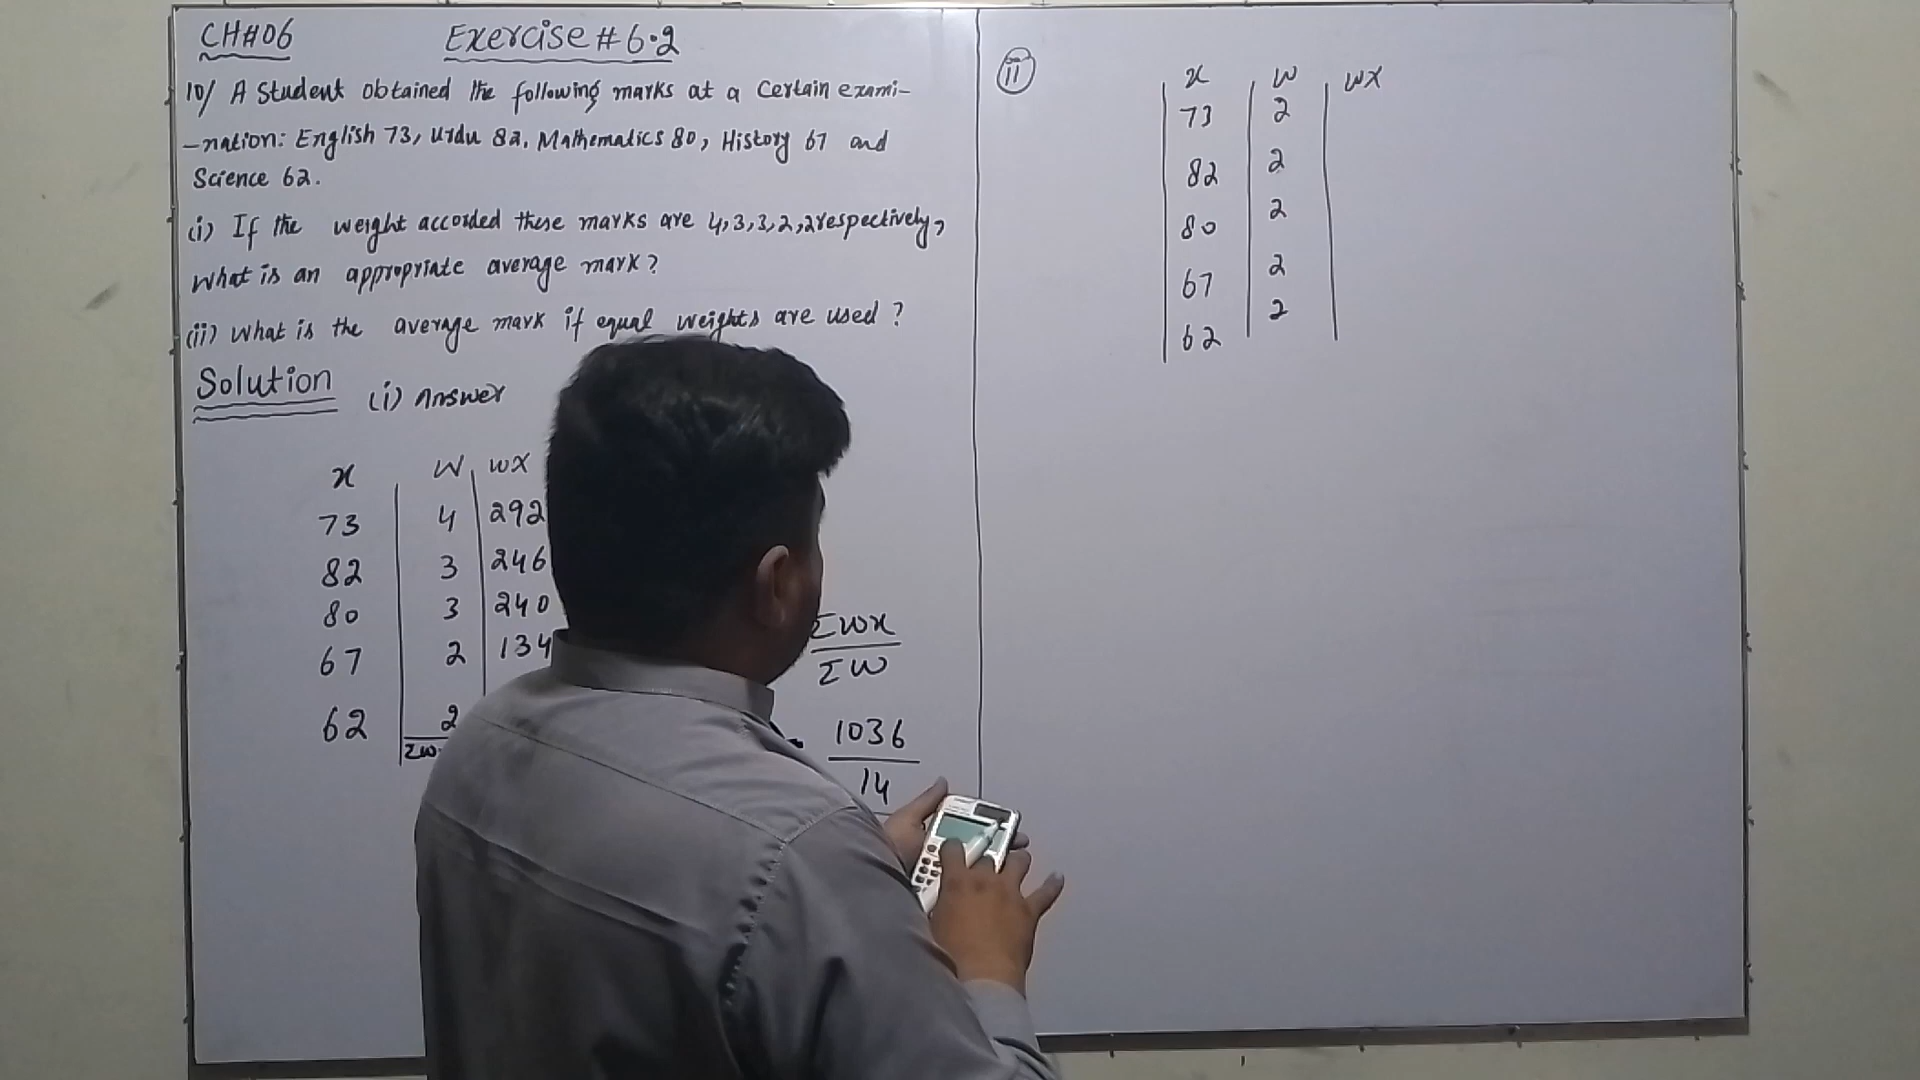 CH#06
Exercise # 6.2
10/ A Student obtained the following marks at a certain exami-
-nation: English 73, Urdu 82, Mathematics 80, History 67 and
Science 62.
(i) If the weight accorded these marks are 4,3,3,2,2 respectively,
What is an appropriate average mark?
(ii) What is the average mark if equal weights are used?
Solution (i) Answer
x W wx
73 4 292
82 3 246
80 3 240
67 2 134
62 2
Σw
Σwx
Σw
1036
14
11
x w wx
73 2
82 2
80 2
67 2
62 2